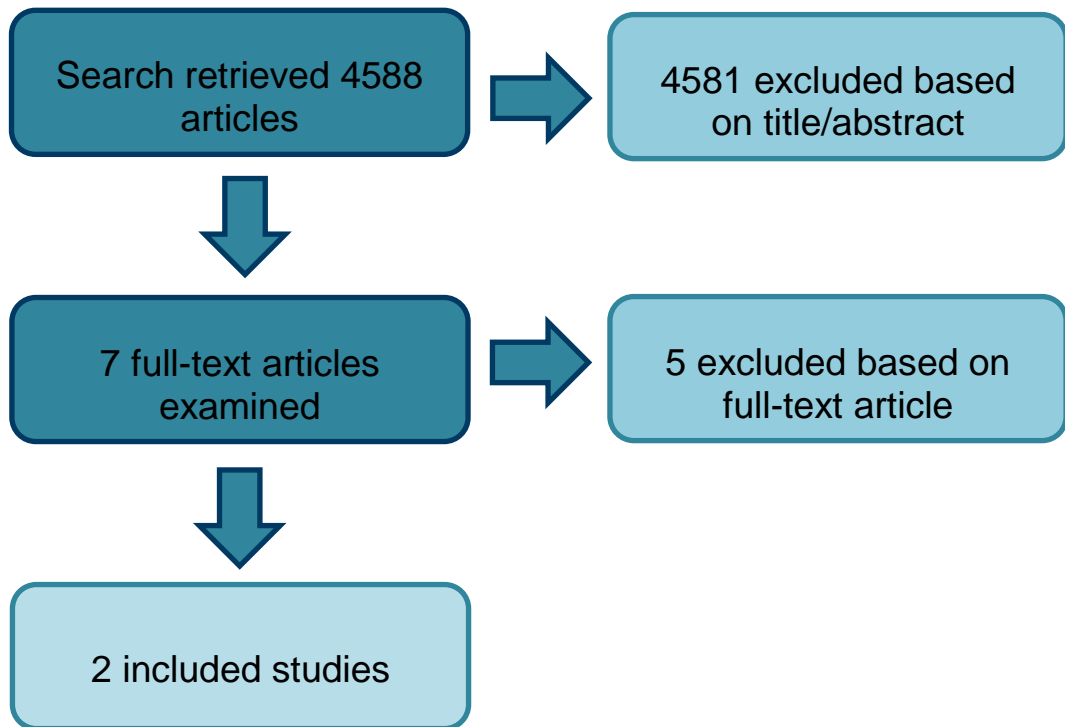 Search retrieved 4588
articles
4581 excluded based
on title/abstract
7 full-text articles
examined
5 excluded based on
full-text article
2 included studies